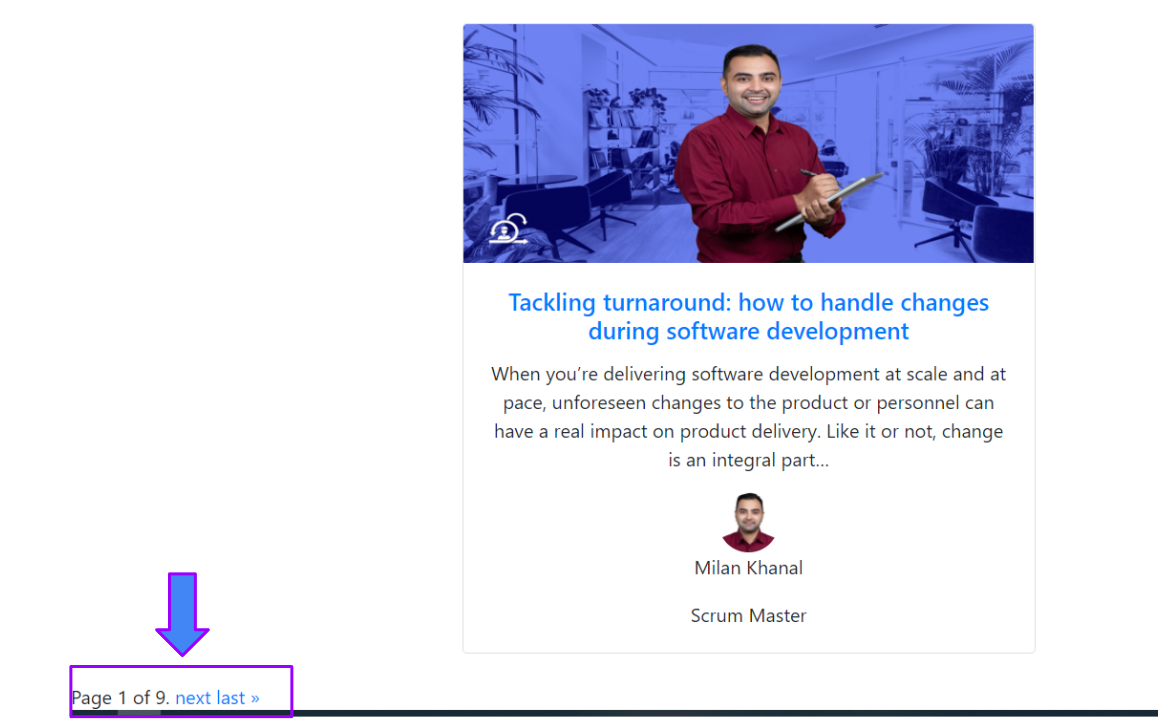 Tackling turnaround: how to handle changes
during software development
When you’re delivering software development at scale and at
pace, unforeseen changes to the product or personnel can
have a real impact on product delivery. Like it or not, change
is an integral part...
Milan Khanal
Scrum Master
Page 1 of 9. next last »